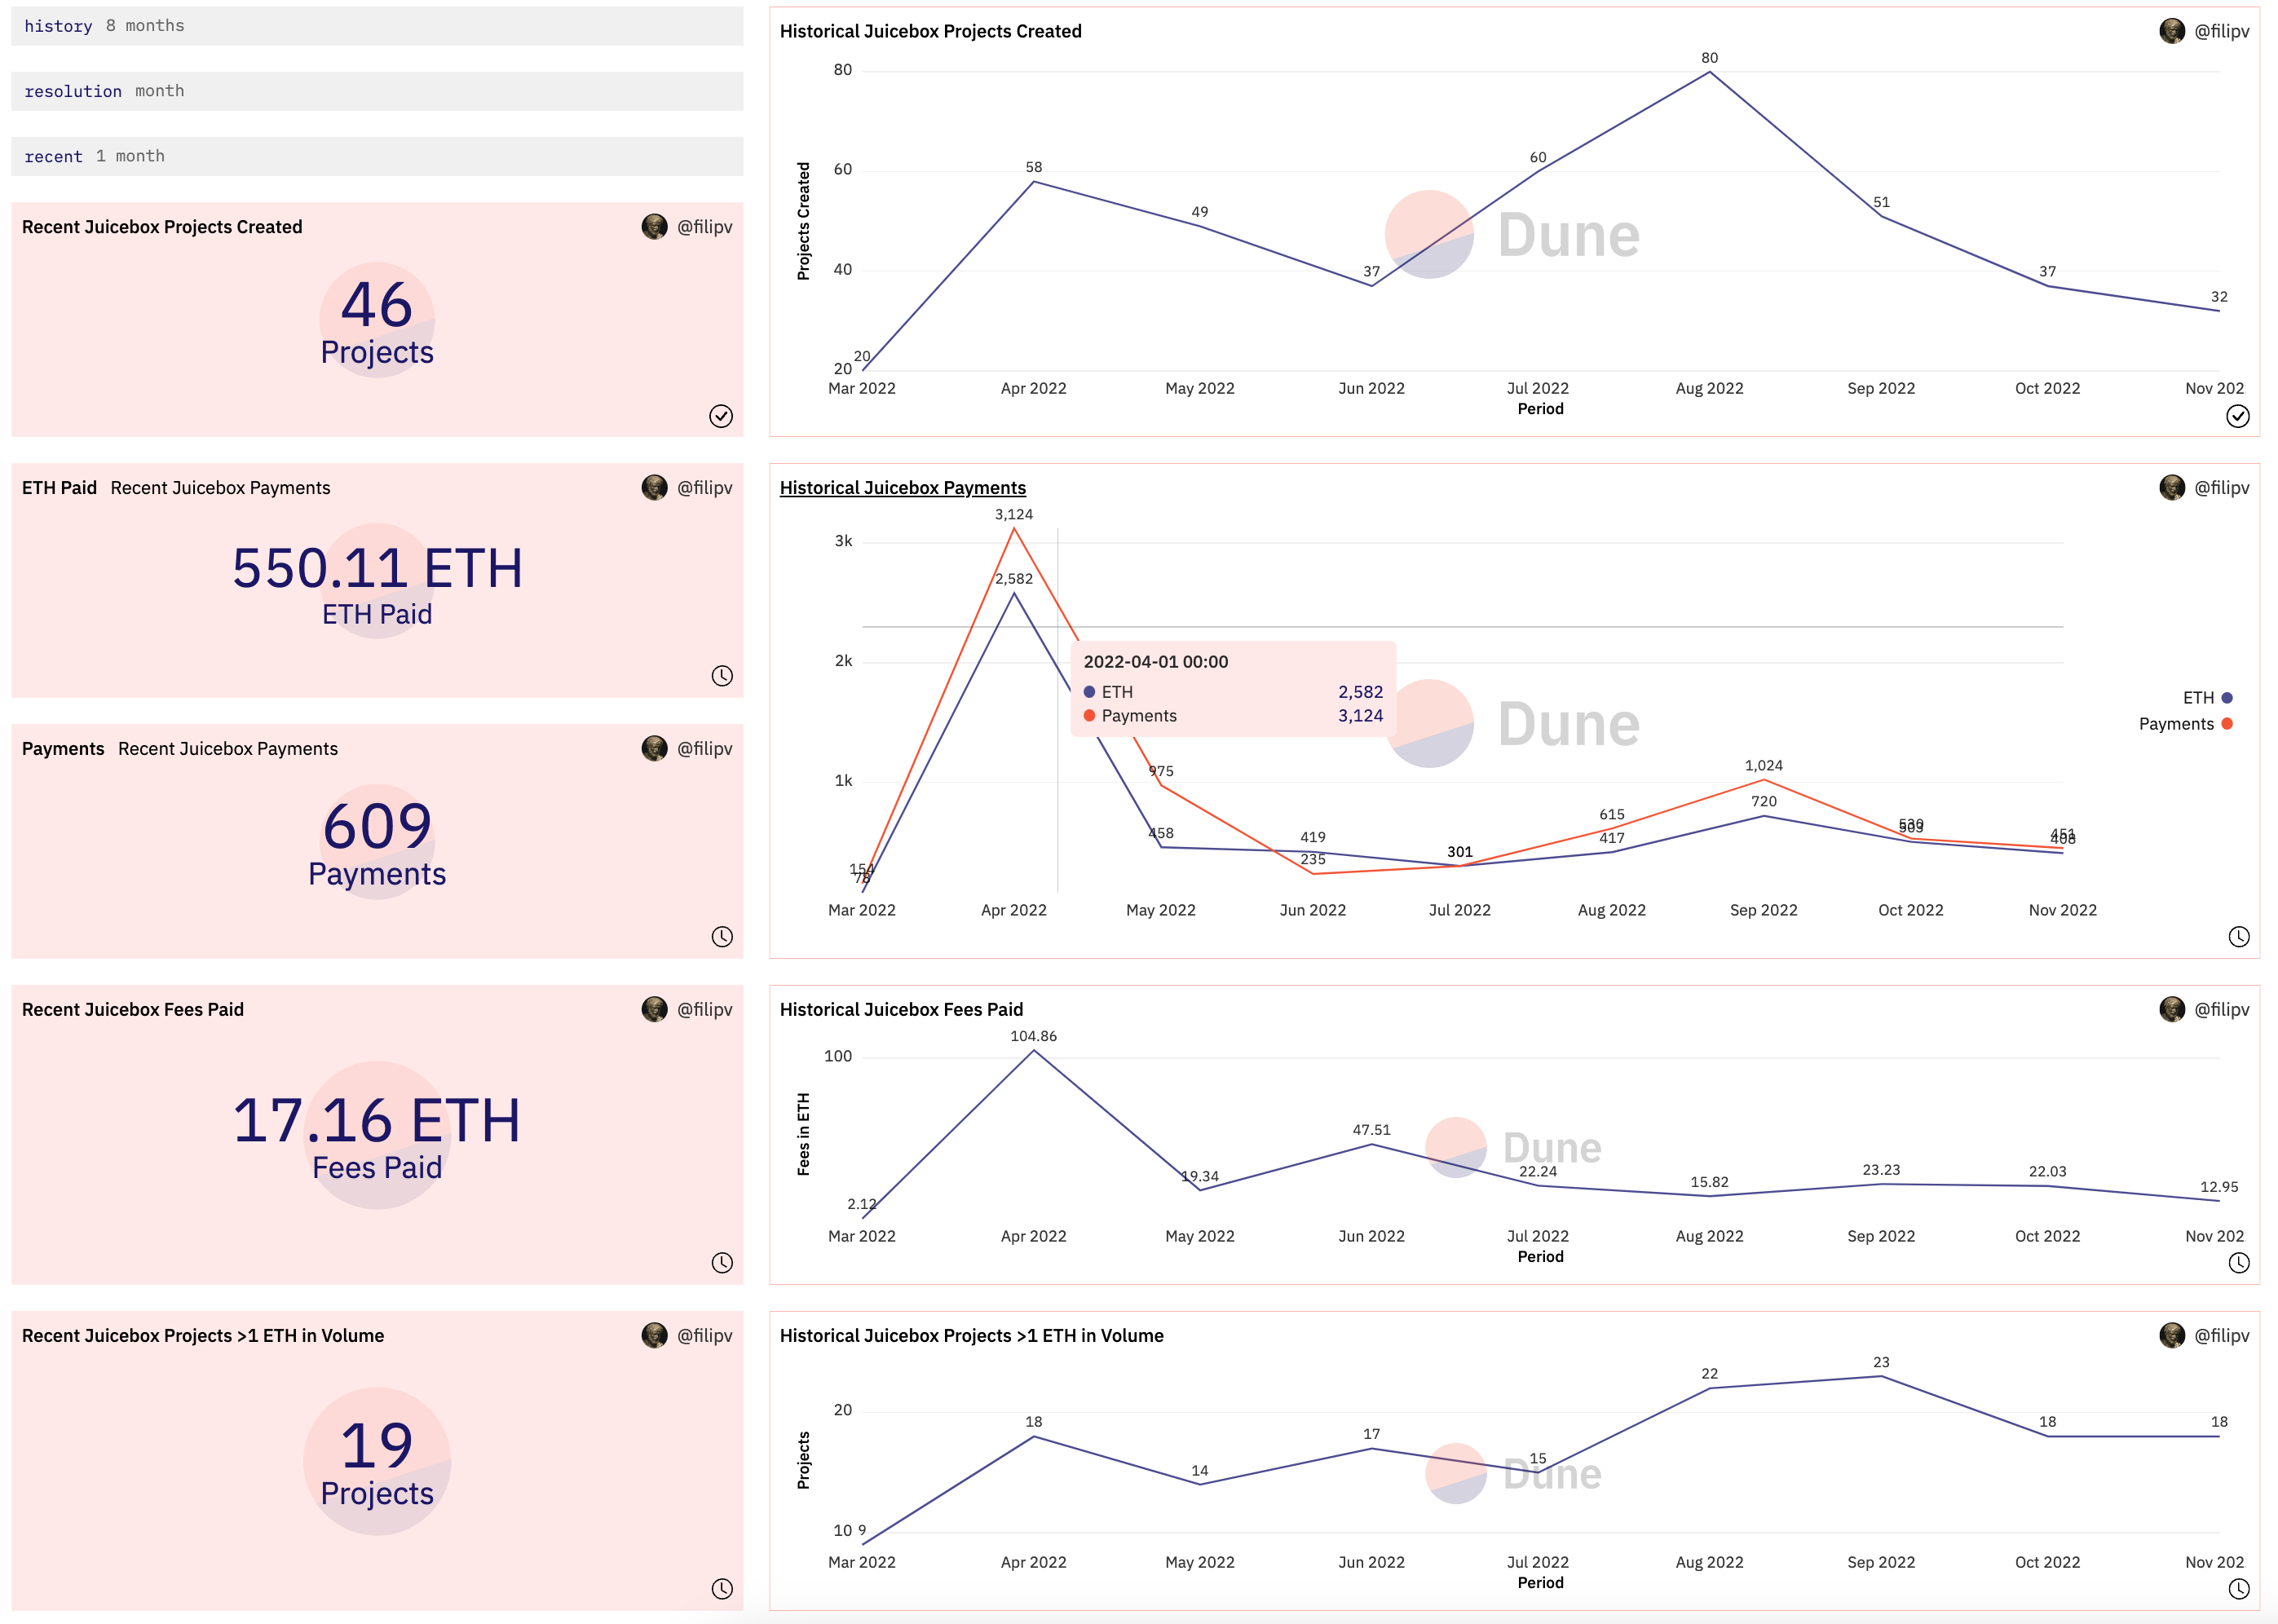 history 8 months
resolution month
recent 1 month
Recent Juicebox Projects Created @filipv
46
Projects
ETH Paid Recent Juicebox Payments @filipv
550.11 ETH
ETH Paid
Payments Recent Juicebox Payments @filipv
609
Payments
Recent Juicebox Fees Paid @filipv
17.16 ETH
Fees Paid
Recent Juicebox Projects >1 ETH in Volume @filipv
19
Projects
Historical Juicebox Projects Created @filipv
80
60
40
20
Projects Created
20 58 49 37 60 80 51 37 32
Dune
Mar 2022 Apr 2022 May 2022 Jun 2022 Jul 2022 Aug 2022 Sep 2022 Oct 2022 Nov 202
Period
Historical Juicebox Payments @filipv
3k
2k
1k
3,124
2,582
2022-04-01 00:00
ETH 2,582
Payments 3,124
Dune
ETH
Payments
154 975 235 301 615 1,024 530 451
78 458 419 417 720 503 408
Mar 2022 Apr 2022 May 2022 Jun 2022 Jul 2022 Aug 2022 Sep 2022 Oct 2022 Nov 2022
Historical Juicebox Fees Paid @filipv
100
Fees in ETH
2.12 104.86 19.34 47.51 22.24 15.82 23.23 22.03 12.95
Dune
Mar 2022 Apr 2022 May 2022 Jun 2022 Jul 2022 Aug 2022 Sep 2022 Oct 2022 Nov 202
Period
Historical Juicebox Projects >1 ETH in Volume @filipv
20
10
Projects
9 18 14 17 15 22 23 18 18
Dune
Mar 2022 Apr 2022 May 2022 Jun 2022 Jul 2022 Aug 2022 Sep 2022 Oct 2022 Nov 202
Period